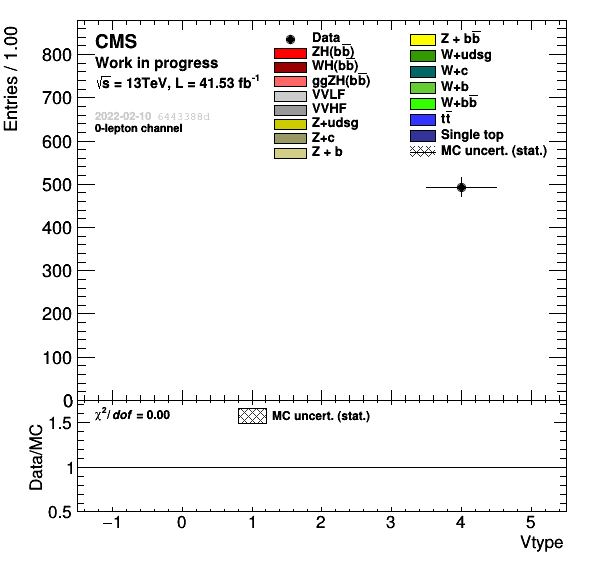 Entries / 1.00
CMS
Work in progress
√s = 13TeV, L = 41.53 fb⁻¹
2022-02-10 6443388d
0-lepton channel
Data
ZH(bb̅)
WH(bb̅)
ggZH(bb̅)
VVLF
VVHF
Z+udsg
Z+c
Z + b
Z + bb̅
W+udsg
W+c
W+b
W+bb̅
tt̅
Single top
MC uncert. (stat.)
800
700
600
500
400
300
200
100
0
Data/MC
χ²/dof = 0.00
MC uncert. (stat.)
1.5
1
0.5
−1 0 1 2 3 4 5
Vtype